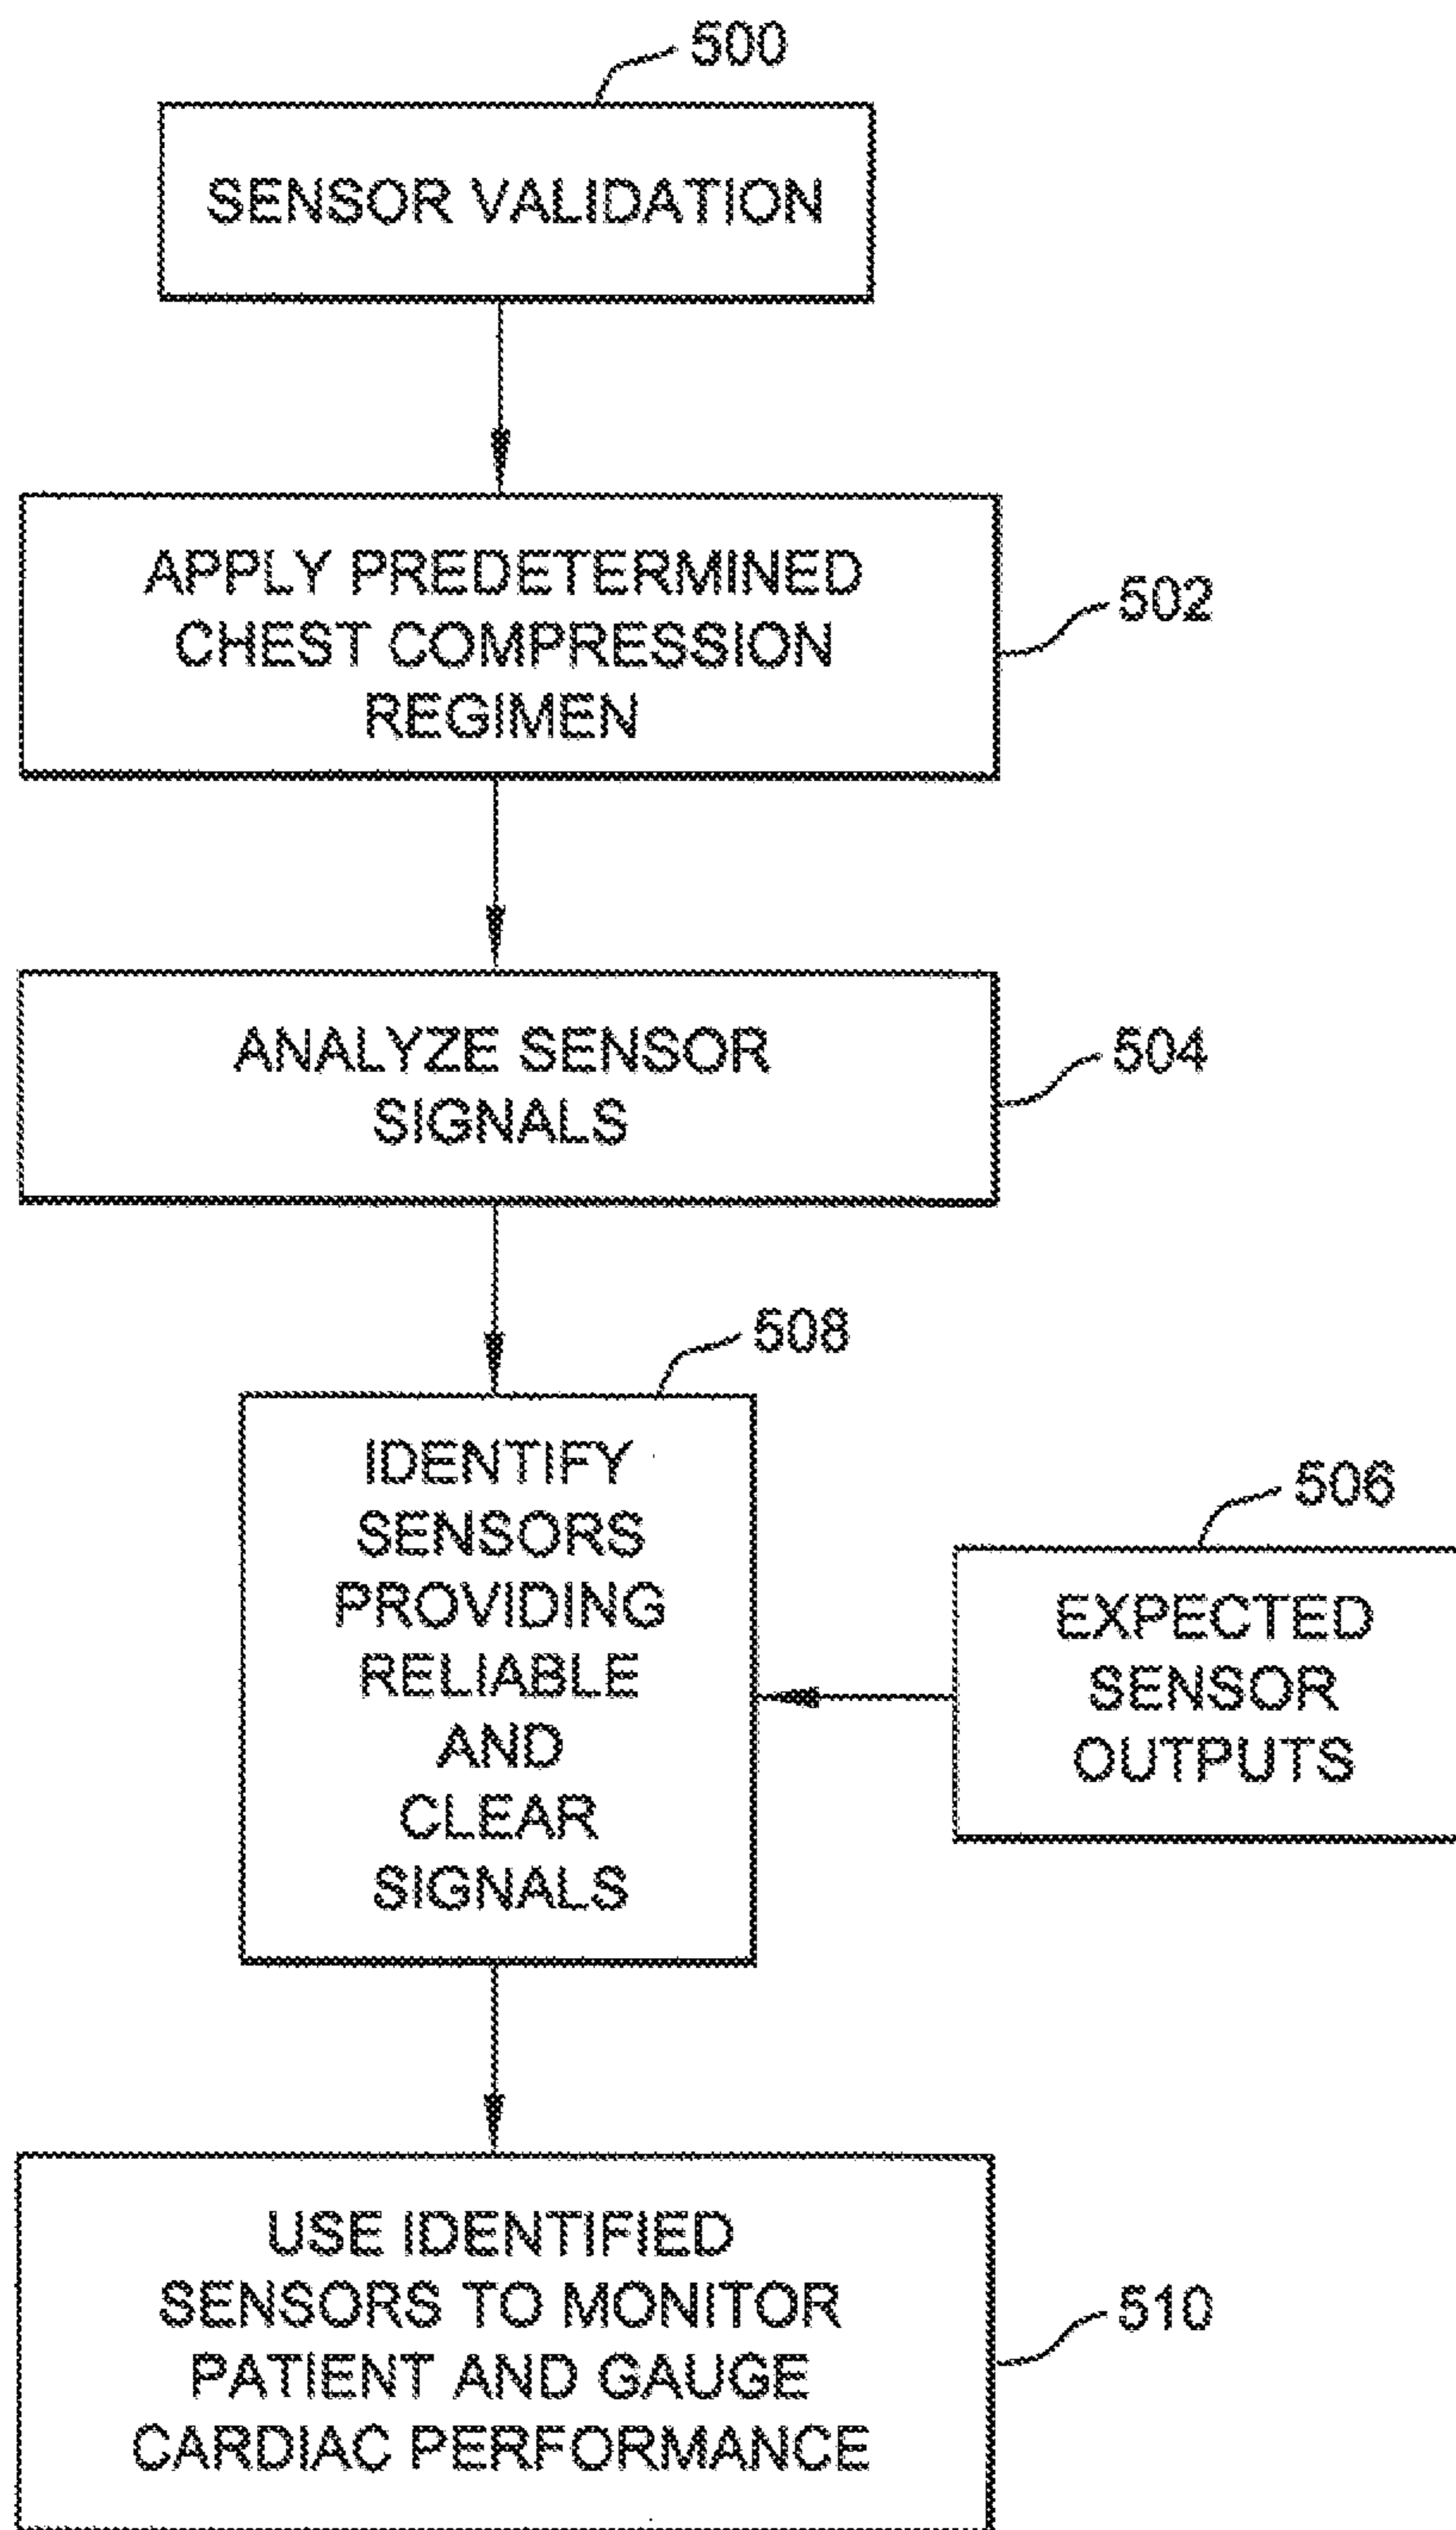 500
SENSOR VALIDATION
APPLY PREDETERMINED
CHEST COMPRESSION
REGIMEN
502
ANALYZE SENSOR
SIGNALS
504
508
IDENTIFY
SENSORS
PROVIDING
RELIABLE
AND
CLEAR
SIGNALS
506
EXPECTED
SENSOR
OUTPUTS
USE IDENTIFIED
SENSORS TO MONITOR
PATIENT AND GAUGE
CARDIAC PERFORMANCE
510